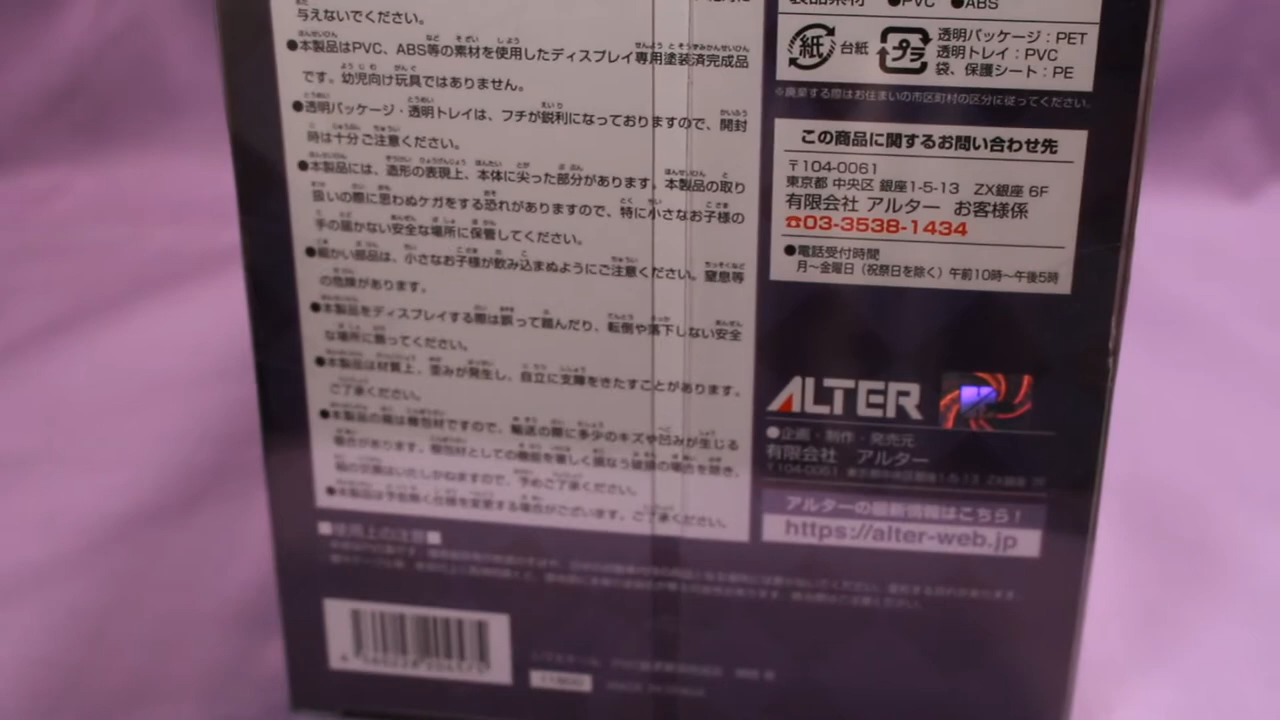 与えないでください。
●本製品はPVC、ABS等の素材を使用したディスプレイ専用塗装済完成品
です。幼児向け玩具ではありません。
●透明パッケージ・透明トレイは、フチが鋭利になっておりますので、開封
時は十分ご注意ください。
●本製品には、造形の表現上、本体に尖った部分があります。本製品の取り
扱いの際に思わぬケガをする恐れがありますので、特に小さなお子様の
手の届かない安全な場所に保管してください。
●細かい部品は、小さなお子様が飲み込まぬようにご注意ください。窒息等
の危険があります。
●本製品をディスプレイする際は誤って踏んだり、転倒や落下しない安全
な場所に飾ってください。
●本製品は材質上、歪みが発生し、自立に支障をきたすことがあります。
ご了承ください。
●本製品の箱は梱包材ですので、輸送の際に多少のキズや凹みが生じる
場合があります。梱包材としての機能を著しく損なう破損の場合を除き、
箱の交換はいたしかねますので、予めご了承ください。
●本製品は予告無く仕様を変更する場合がございます。ご了承ください。
■使用上の注意■
製品素材 ●PVC ●ABS
紙 台紙 プラ
透明パッケージ：PET
透明トレイ：PVC
袋、保護シート：PE
※廃棄する際はお住まいの市区町村の区分に従ってください。
この商品に関するお問い合わせ先
〒104-0061
東京都 中央区 銀座1-5-13 ZX銀座 6F
有限会社 アルター お客様係
☎03-3538-1434
●電話受付時間
月～金曜日（祝祭日を除く）午前10時～午後5時
ALTER
●企画・制作・発売元
有限会社 アルター
〒104-0061 東京都中央区銀座1-5-13 ZX銀座 6F
アルターの最新情報はこちら！
https://alter-web.jp